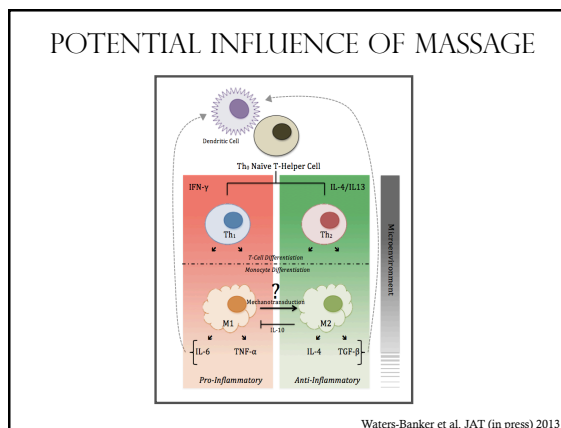 POTENTIAL INFLUENCE OF MASSAGE
Dendritic Cell
Th₀ Naïve T-Helper Cell
IFN-γ
IL-4/IL13
Th₁
Th₂
T-Cell Differentiation
Monocyte Differentiation
?
Mechanotransduction
M1
M2
IL-10
IL-6
TNF-α
IL-4
TGF-β
Pro-Inflammatory
Anti-Inflammatory
Microenvironment
Waters-Banker et al. JAT (in press) 2013